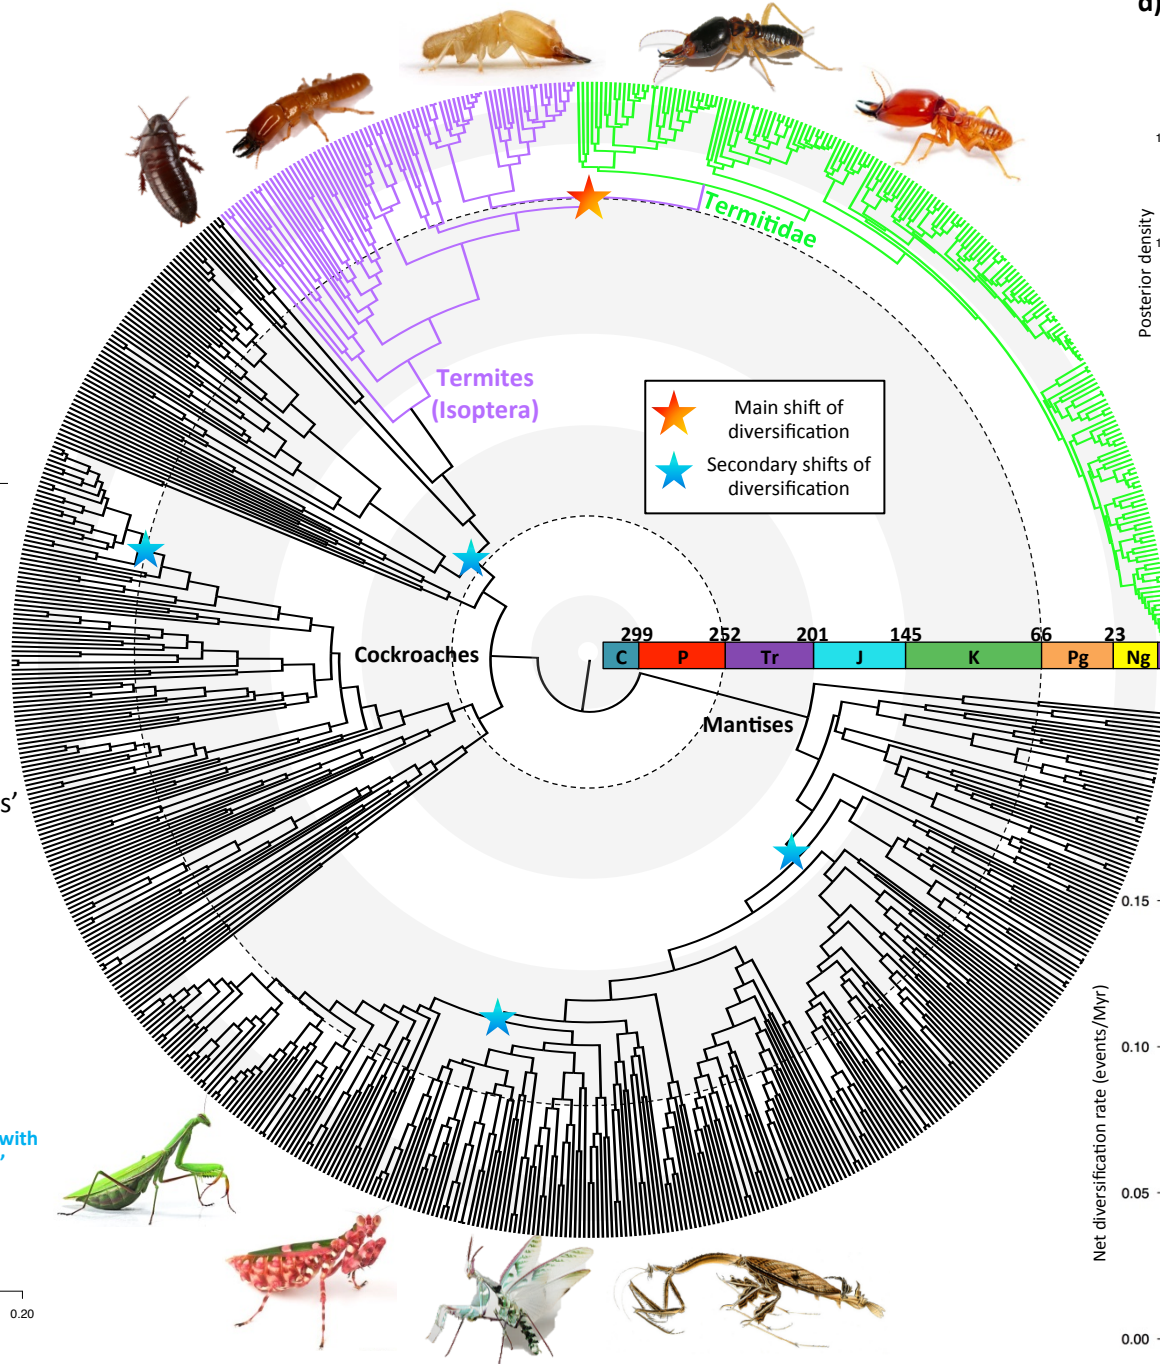 d)
1
Termitidae
1
Posterior density
Termites
(Isoptera)
Main shift of
diversification
Secondary shifts of
diversification
299 252 201 145 66 23
C P Tr J K Pg Ng
Cockroaches
Mantises
s’
0.15
0.10
Net diversification rate (events/Myr)
with
’
0.05
0.20
0.00